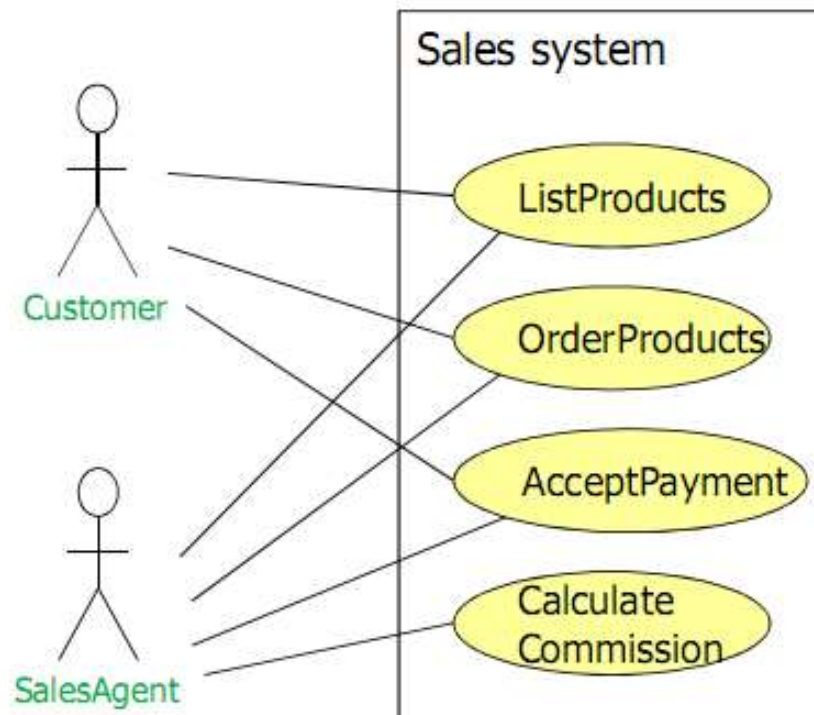 Sales system
ListProducts
Customer
OrderProducts
AcceptPayment
Calculate
Commission
SalesAgent